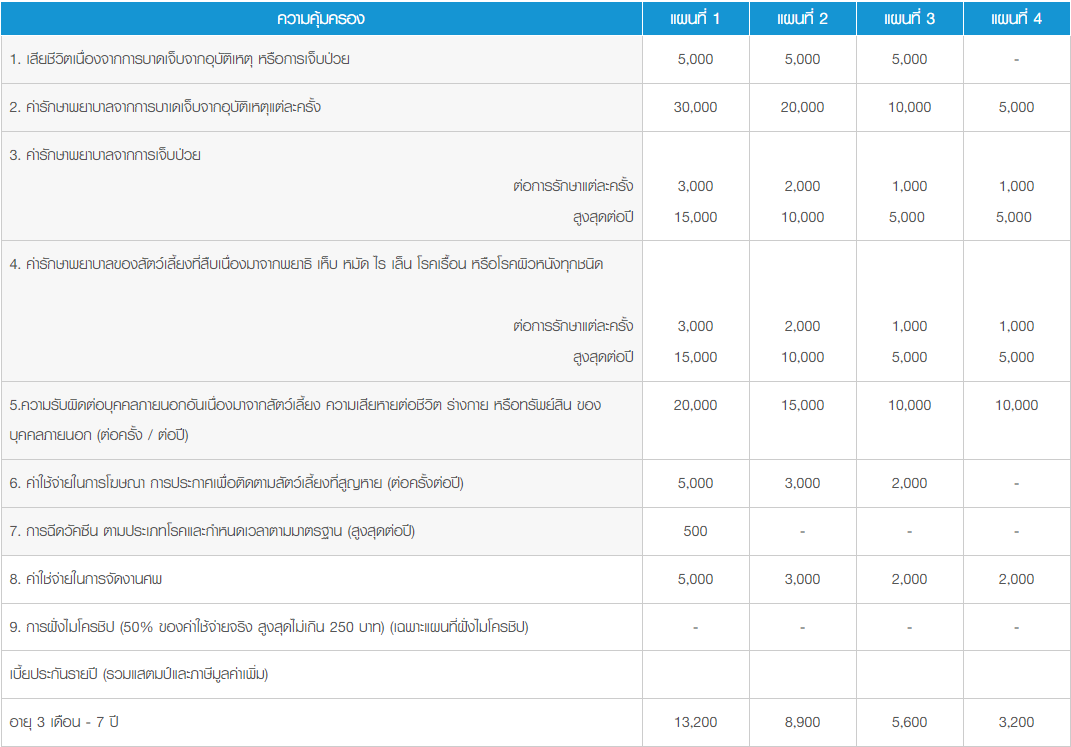 ความคุ้มครอง แผนที่ 1 แผนที่ 2 แผนที่ 3 แผนที่ 4
1. เสียชีวิตเนื่องจากการบาดเจ็บจากอุบัติเหตุ หรือการเจ็บป่วย 5,000 5,000 5,000 -
2. ค่ารักษาพยาบาลจากการบาเดเจ็บจากอุบัติเหตุแต่ละครั้ง 30,000 20,000 10,000 5,000
3. ค่ารักษาพยาบาลจากการเจ็บป่วย
ต่อการรักษาแต่ละครั้ง 3,000 2,000 1,000 1,000
สูงสุดต่อปี 15,000 10,000 5,000 5,000
4. ค่ารักษาพยาบาลของสัตว์เลี้ยงที่สืบเนื่องมาจากพยาธิ เห็บ หมัด ไร เล็น โรคเรื้อน หรือโรคผิวหนังทุกชนิด
ต่อการรักษาแต่ละครั้ง 3,000 2,000 1,000 1,000
สูงสุดต่อปี 15,000 10,000 5,000 5,000
5.ความรับผิดต่อบุคคลภายนอกอันเนื่องมาจากสัตว์เลี้ยง ความเสียหายต่อชีวิต ร่างกาย หรือทรัพย์สิน ของ 20,000 15,000 10,000 10,000
บุคคลภายนอก (ต่อครั้ง / ต่อปี)
6. ค่าใช้จ่ายในการโฆษณา การประกาศเพื่อติดตามสัตว์เลี้ยงที่สูญหาย (ต่อครั้งต่อปี) 5,000 3,000 2,000 -
7. การฉีดวัคซีน ตามประเภทโรคและกำหนดเวลาตามมาตรฐาน (สูงสุดต่อปี) 500 - - -
8. ค่าใช่จ่ายในการจัดงานศพ 5,000 3,000 2,000 2,000
9. การฝั่งไมโครชิป (50% ของค่าใช้จ่ายจริง สูงสุดไม่เกิน 250 บาท) (เฉพาะแผนที่ฝั่งไมโครชิป) - - - -
เบี้ยประกันรายปี (รวมแสตมป์และภาษีมูลค่าเพิ่ม)
อายุ 3 เดือน - 7 ปี 13,200 8,900 5,600 3,200